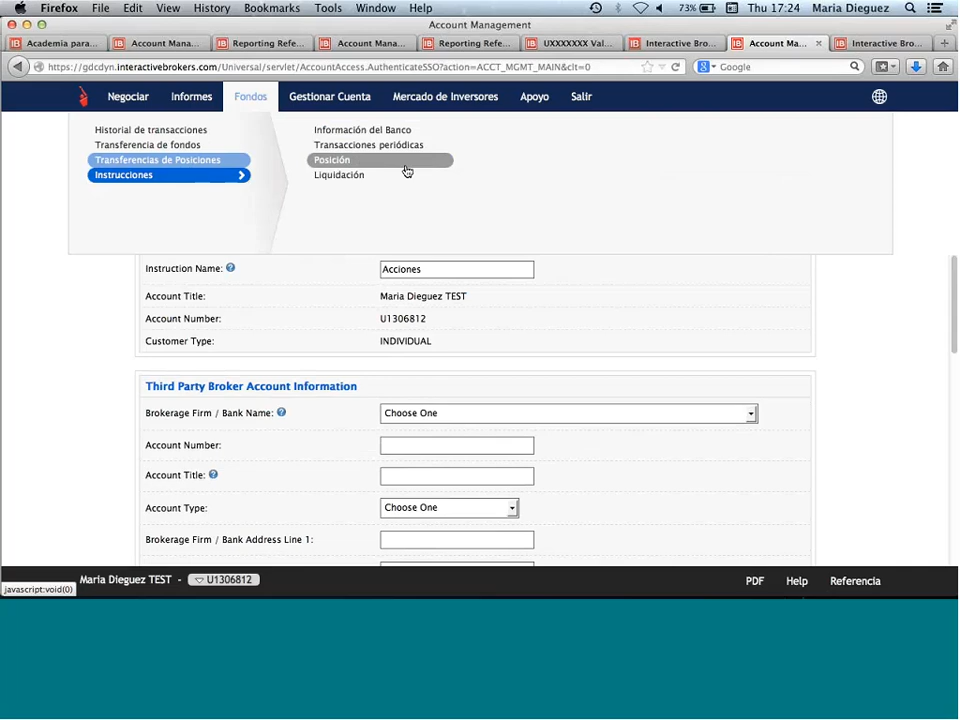 Firefox File Edit View History Bookmarks Tools Window Help 73% Thu 17:24 Maria Dieguez
Account Management
Academia para... Account Mana... Reporting Refe... Account Mana... Reporting Refe... UXXXXXXX Val... Interactive Bro... Account Ma... Interactive Bro...
https://gdcdyn.interactivebrokers.com/Universal/servlet/AccountAccess.AuthenticateSSO?action=ACCT_MGMT_MAIN&clt=0 Google
Negociar Informes Fondos Gestionar Cuenta Mercado de Inversores Apoyo Salir
Historial de transacciones Información del Banco
Transferencia de fondos Transacciones periódicas
Transferencias de Posiciones Posición
Instrucciones Liquidación
Instruction Name: Acciones
Account Title: Maria Dieguez TEST
Account Number: U1306812
Customer Type: INDIVIDUAL
Third Party Broker Account Information
Brokerage Firm / Bank Name: Choose One
Account Number:
Account Title:
Account Type: Choose One
Brokerage Firm / Bank Address Line 1:
Maria Dieguez TEST - U1306812 PDF Help Referencia
javascript:void(0)